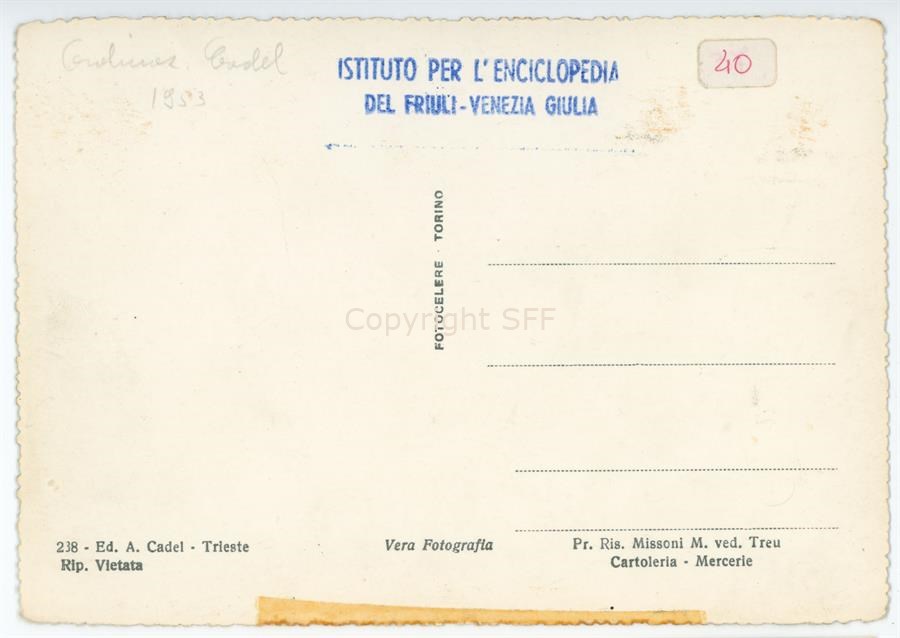 Cadel
1953
ISTITUTO PER L'ENCICLOPEDIA
DEL FRIULI-VENEZIA GIULIA
40
FOTOCELERE · TORINO
Copyright SFF
238 - Ed. A. Cadel - Trieste
Rip. Vietata
Vera Fotografia
Pr. Ris. Missoni M. ved. Treu
Cartoleria - Mercerie